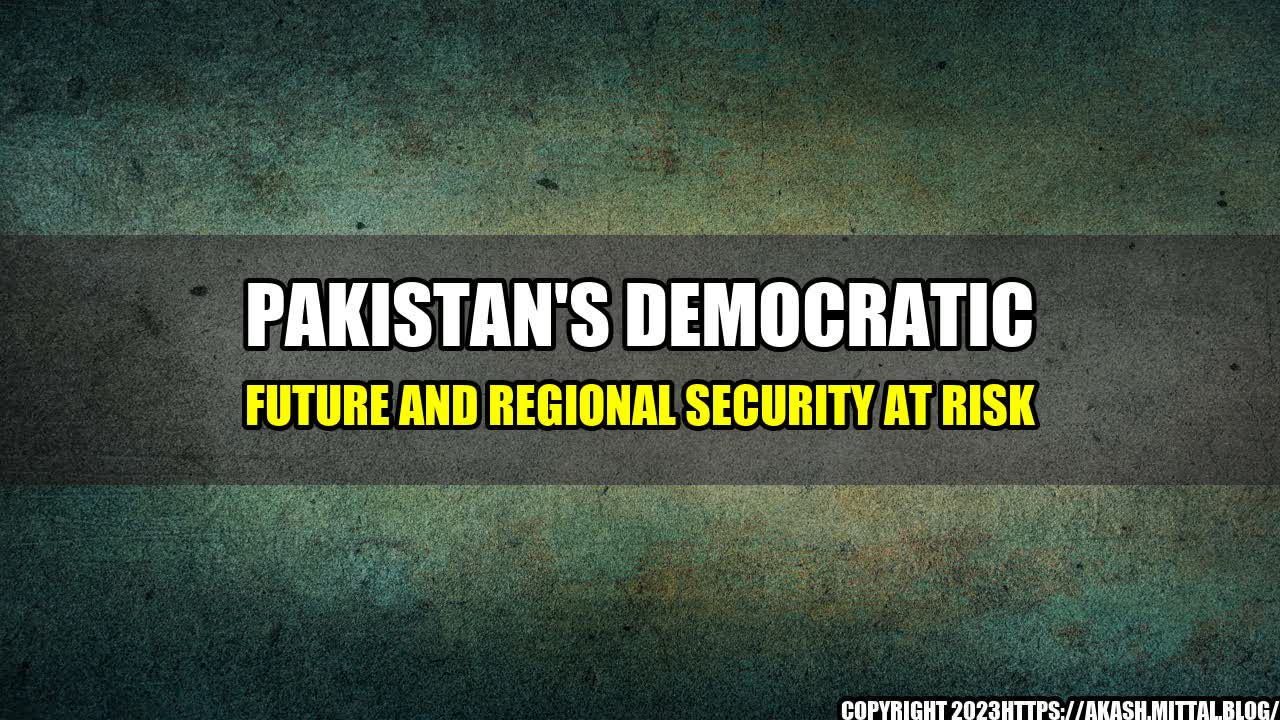 PAKISTAN'S DEMOCRATIC
FUTURE AND REGIONAL SECURITY AT RISK
COPYRIGHT 2023HTTPS://AKASH.MITTAL.BLOG/